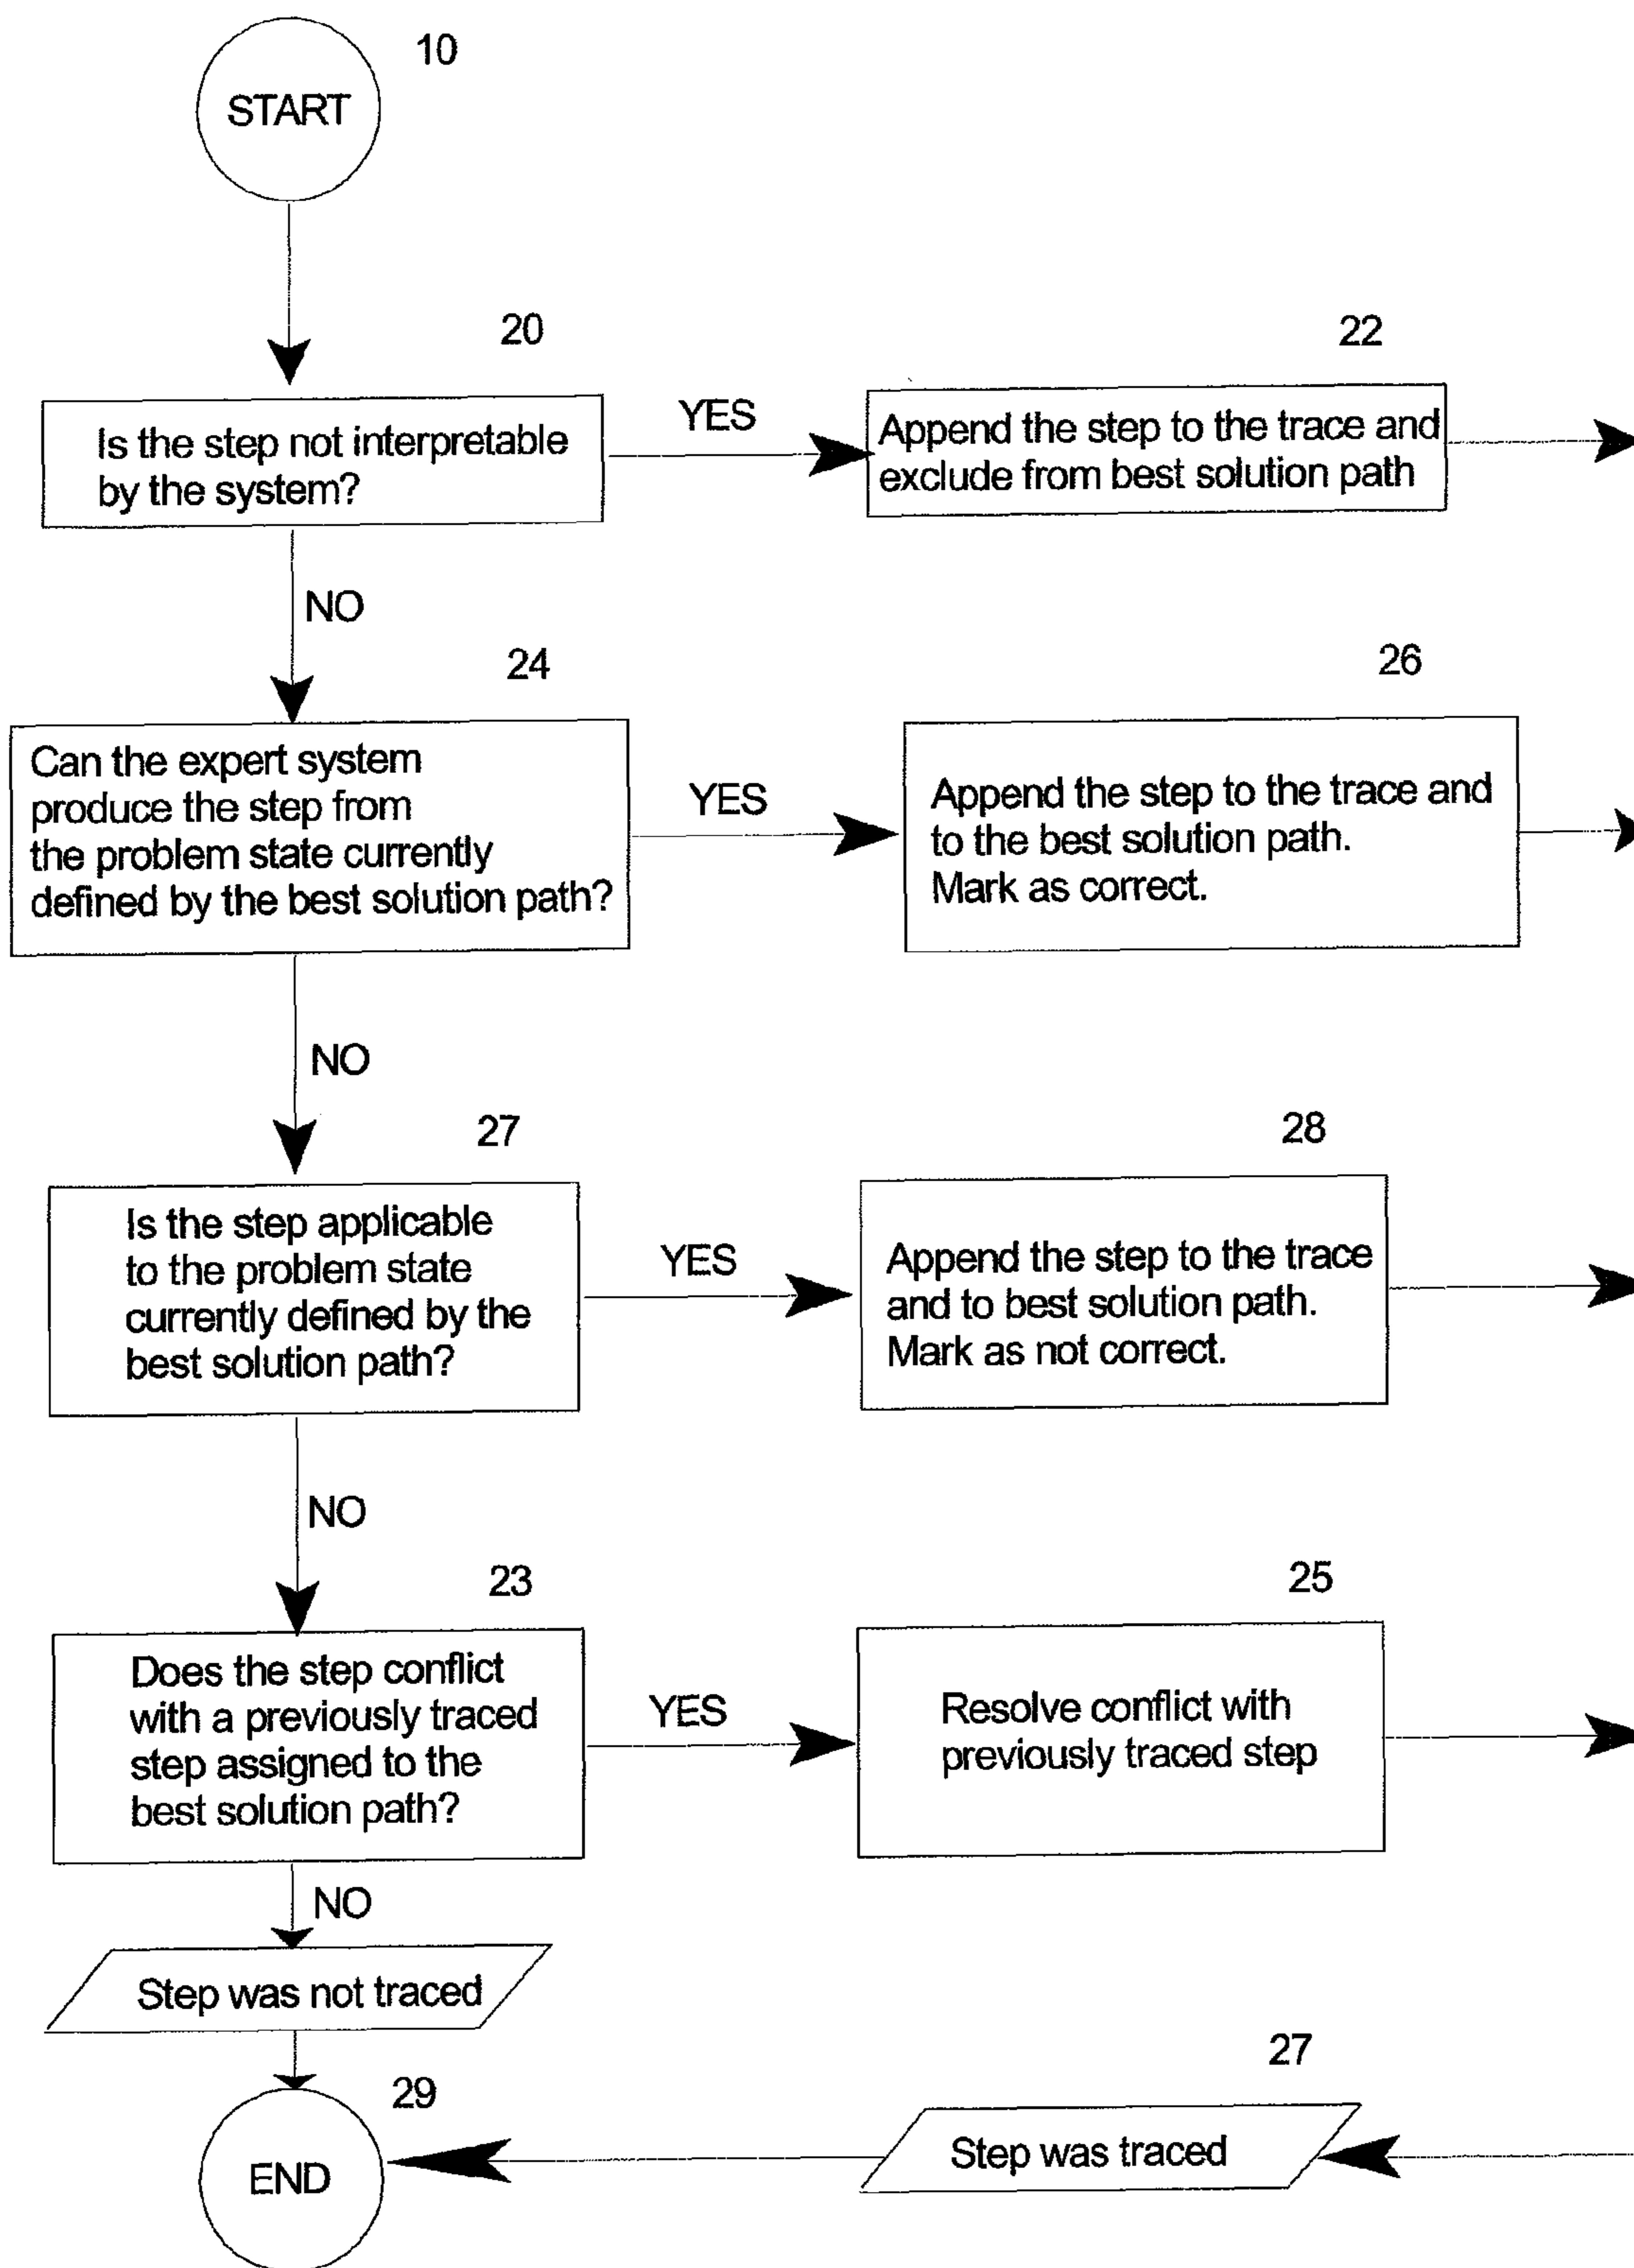 10
START
20
22
Is the step not interpretable
by the system?
YES
Append the step to the trace and
exclude from best solution path
NO
24
26
Can the expert system
produce the step from
the problem state currently
defined by the best solution path?
YES
Append the step to the trace and
to the best solution path.
Mark as correct.
NO
27
28
Is the step applicable
to the problem state
currently defined by the
best solution path?
YES
Append the step to the trace
and to best solution path.
Mark as not correct.
NO
23
25
Does the step conflict
with a previously traced
step assigned to the
best solution path?
YES
Resolve conflict with
previously traced step
NO
Step was not traced
27
29
Step was traced
END